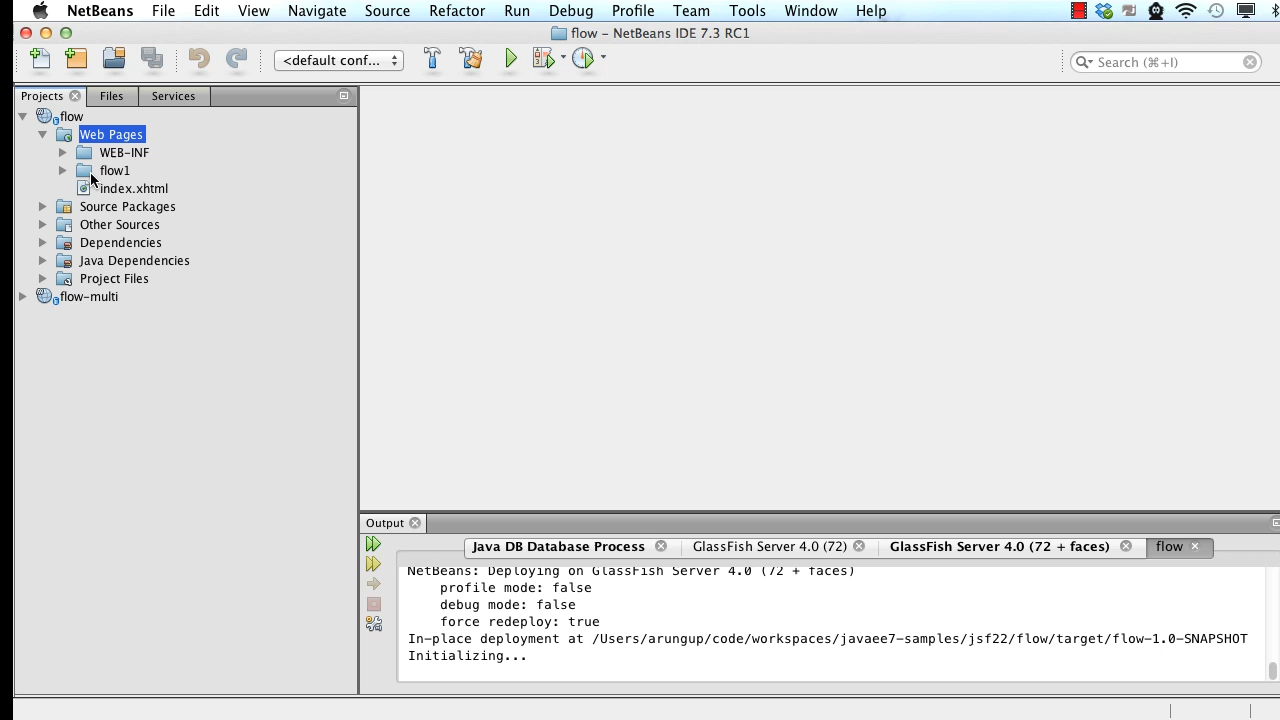 NetBeans File Edit View Navigate Source Refactor Run Debug Profile Team Tools Window Help
flow - NetBeans IDE 7.3 RC1
<default conf...
Search (⌘+I)
Projects Files Services
flow
Web Pages
WEB-INF
flow1
index.xhtml
Source Packages
Other Sources
Dependencies
Java Dependencies
Project Files
flow-multi
Output
Java DB Database Process GlassFish Server 4.0 (72) GlassFish Server 4.0 (72 + faces) flow
NetBeans: Deploying on GlassFish Server 4.0 (72 + faces)
profile mode: false
debug mode: false
force redeploy: true
In-place deployment at /Users/arungup/code/workspaces/javaee7-samples/jsf22/flow/target/flow-1.0-SNAPSHOT
Initializing...